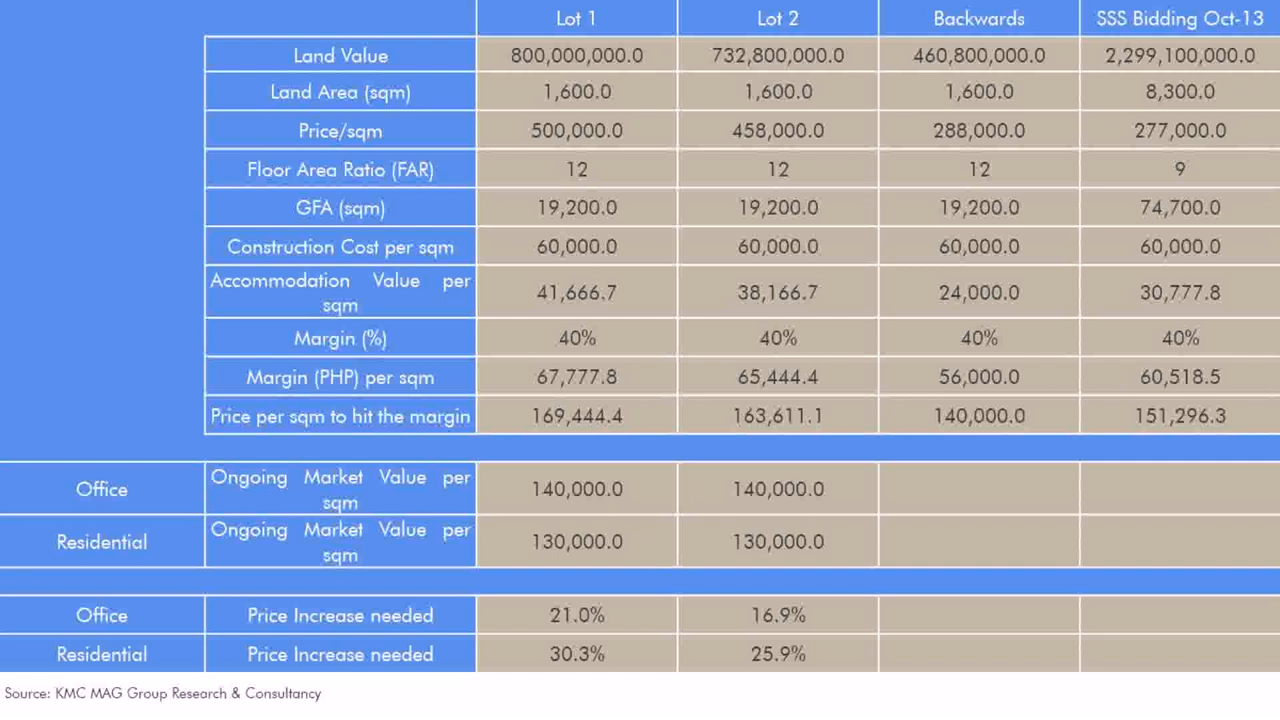 Lot 1 Lot 2 Backwards SSS Bidding Oct-13
Land Value 800,000,000.0 732,800,000.0 460,800,000.0 2,299,100,000.0
Land Area (sqm) 1,600.0 1,600.0 1,600.0 8,300.0
Price/sqm 500,000.0 458,000.0 288,000.0 277,000.0
Floor Area Ratio (FAR) 12 12 12 9
GFA (sqm) 19,200.0 19,200.0 19,200.0 74,700.0
Construction Cost per sqm 60,000.0 60,000.0 60,000.0 60,000.0
Accommodation Value per
sqm 41,666.7 38,166.7 24,000.0 30,777.8
Margin (%) 40% 40% 40% 40%
Margin (PHP) per sqm 67,777.8 65,444.4 56,000.0 60,518.5
Price per sqm to hit the margin 169,444.4 163,611.1 140,000.0 151,296.3
Office Ongoing Market Value per
sqm 140,000.0 140,000.0
Residential Ongoing Market Value per
sqm 130,000.0 130,000.0
Office Price Increase needed 21.0% 16.9%
Residential Price Increase needed 30.3% 25.9%
Source: KMC MAG Group Research & Consultancy